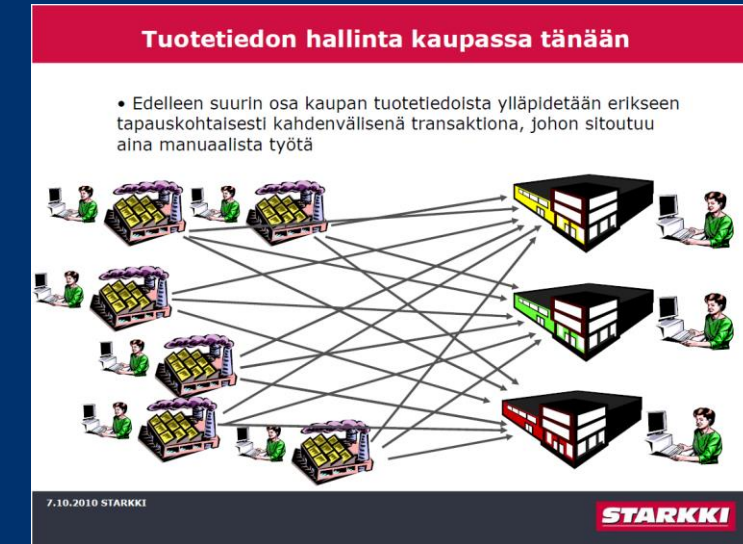 Tuotetiedon hallinta kaupassa tänään
• Edelleen suurin osa kaupan tuotetiedoista ylläpidetään erikseen
tapauskohtaisesti kahdenvälisenä transaktiona, johon sitoutuu
aina manuaalista työtä
7.10.2010 STARKKI
STARKKI